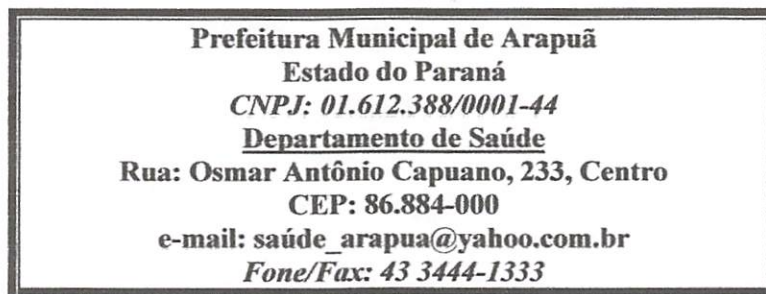 Prefeitura Municipal de Arapuã
Estado do Paraná
CNPJ: 01.612.388/0001-44
Departamento de Saúde
Rua: Osmar Antônio Capuano, 233, Centro
CEP: 86.884-000
e-mail: saúde_arapua@yahoo.com.br
Fone/Fax: 43 3444-1333